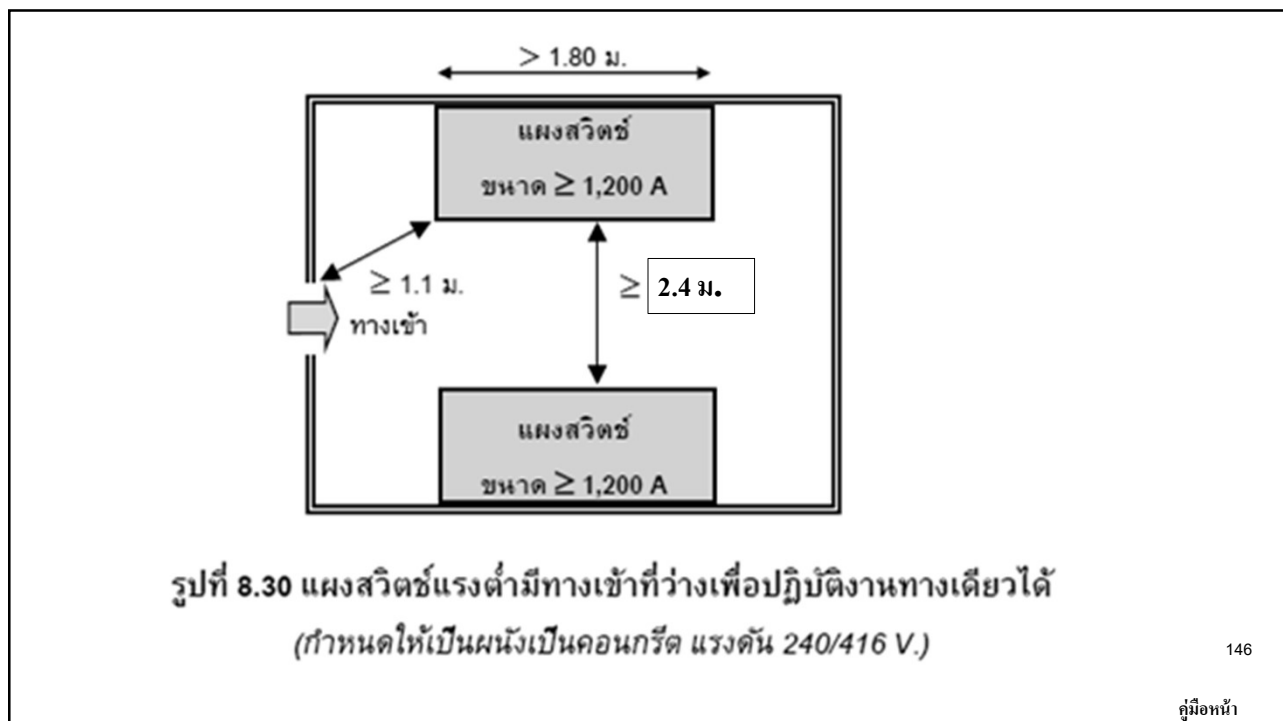 > 1.80 ม.
แผงสวิตช์
ขนาด ≥ 1,200 A
≥ 1.1 ม.
≥ 2.4 ม.
ทางเข้า
แผงสวิตช์
ขนาด ≥ 1,200 A
รูปที่ 8.30 แผงสวิตช์แรงต่ำมีทางเข้าที่ว่างเพื่อปฏิบัติงานทางเดียวได้
(กำหนดให้เป็นผนังเป็นคอนกรีต แรงดัน 240/416 V.)
146
คู่มือหน้า